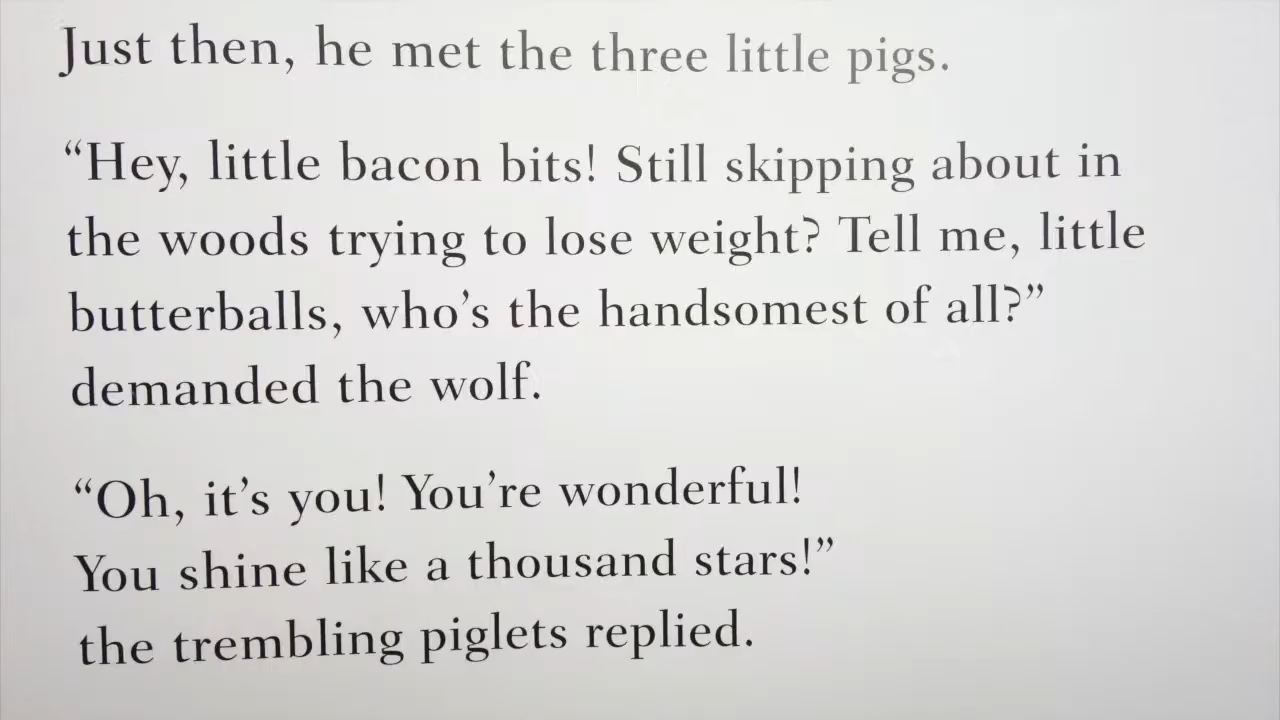 Just then, he met the three little pigs.
“Hey, little bacon bits! Still skipping about in
the woods trying to lose weight? Tell me, little
butterballs, who’s the handsomest of all?”
demanded the wolf.
“Oh, it’s you! You’re wonderful!
You shine like a thousand stars!”
the trembling piglets replied.